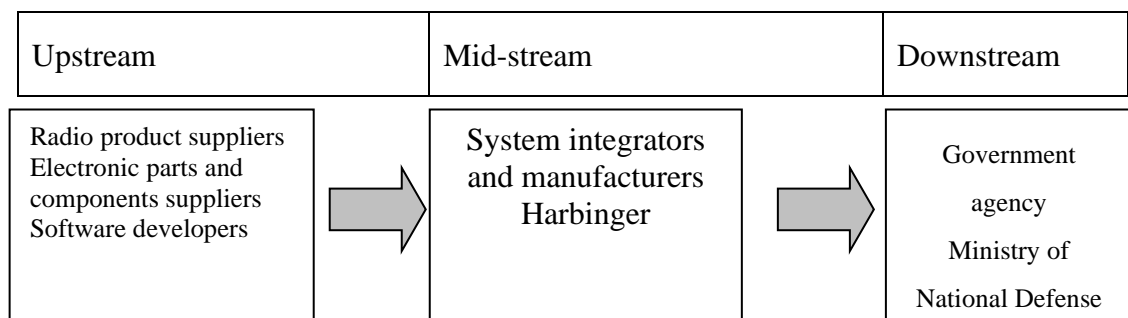 Upstream
Mid-stream
Downstream
Radio product suppliers
Electronic parts and
components suppliers
Software developers
System integrators
and manufacturers
Harbinger
Government
agency
Ministry of
National Defense